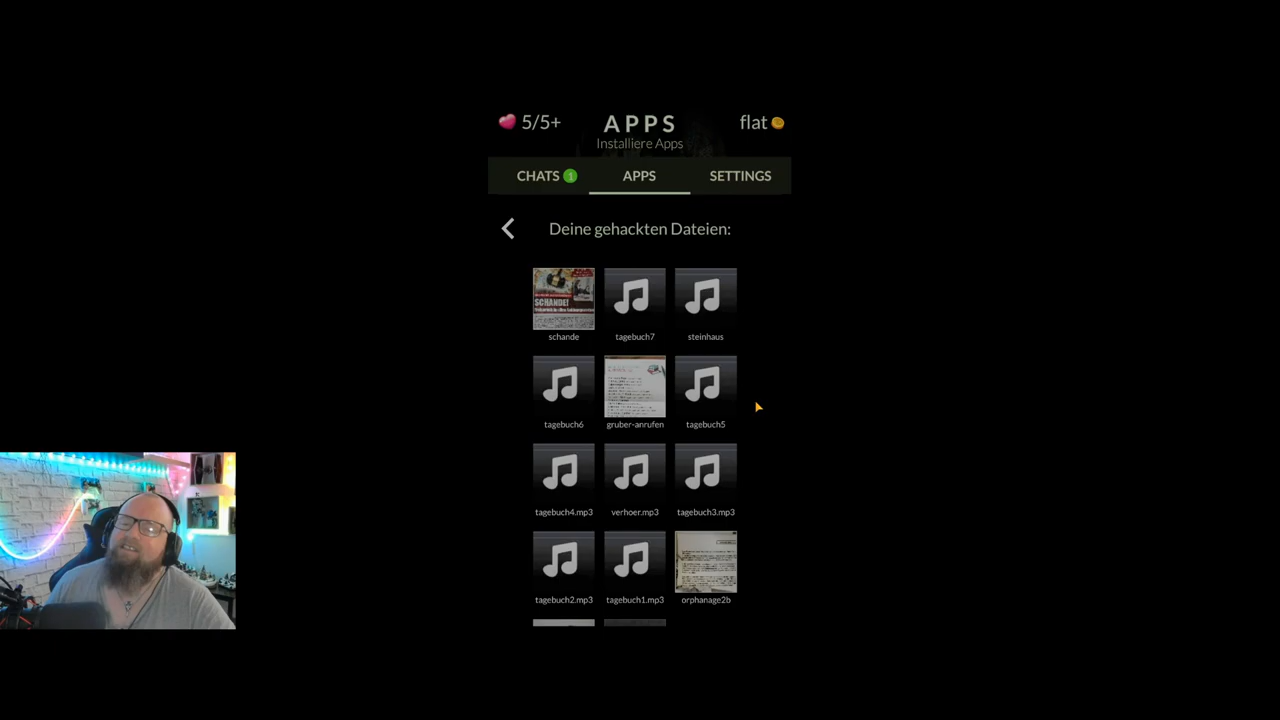 5/5+
APPS
flat
Installiere Apps
CHATS 1
APPS
SETTINGS
Deine gehackten Dateien:
SCHANDE!
schande
tagebuch7
steinhaus
tagebuch6
gruber-anrufen
tagebuch5
tagebuch4.mp3
verhoer.mp3
tagebuch3.mp3
tagebuch2.mp3
tagebuch1.mp3
orphanage2b